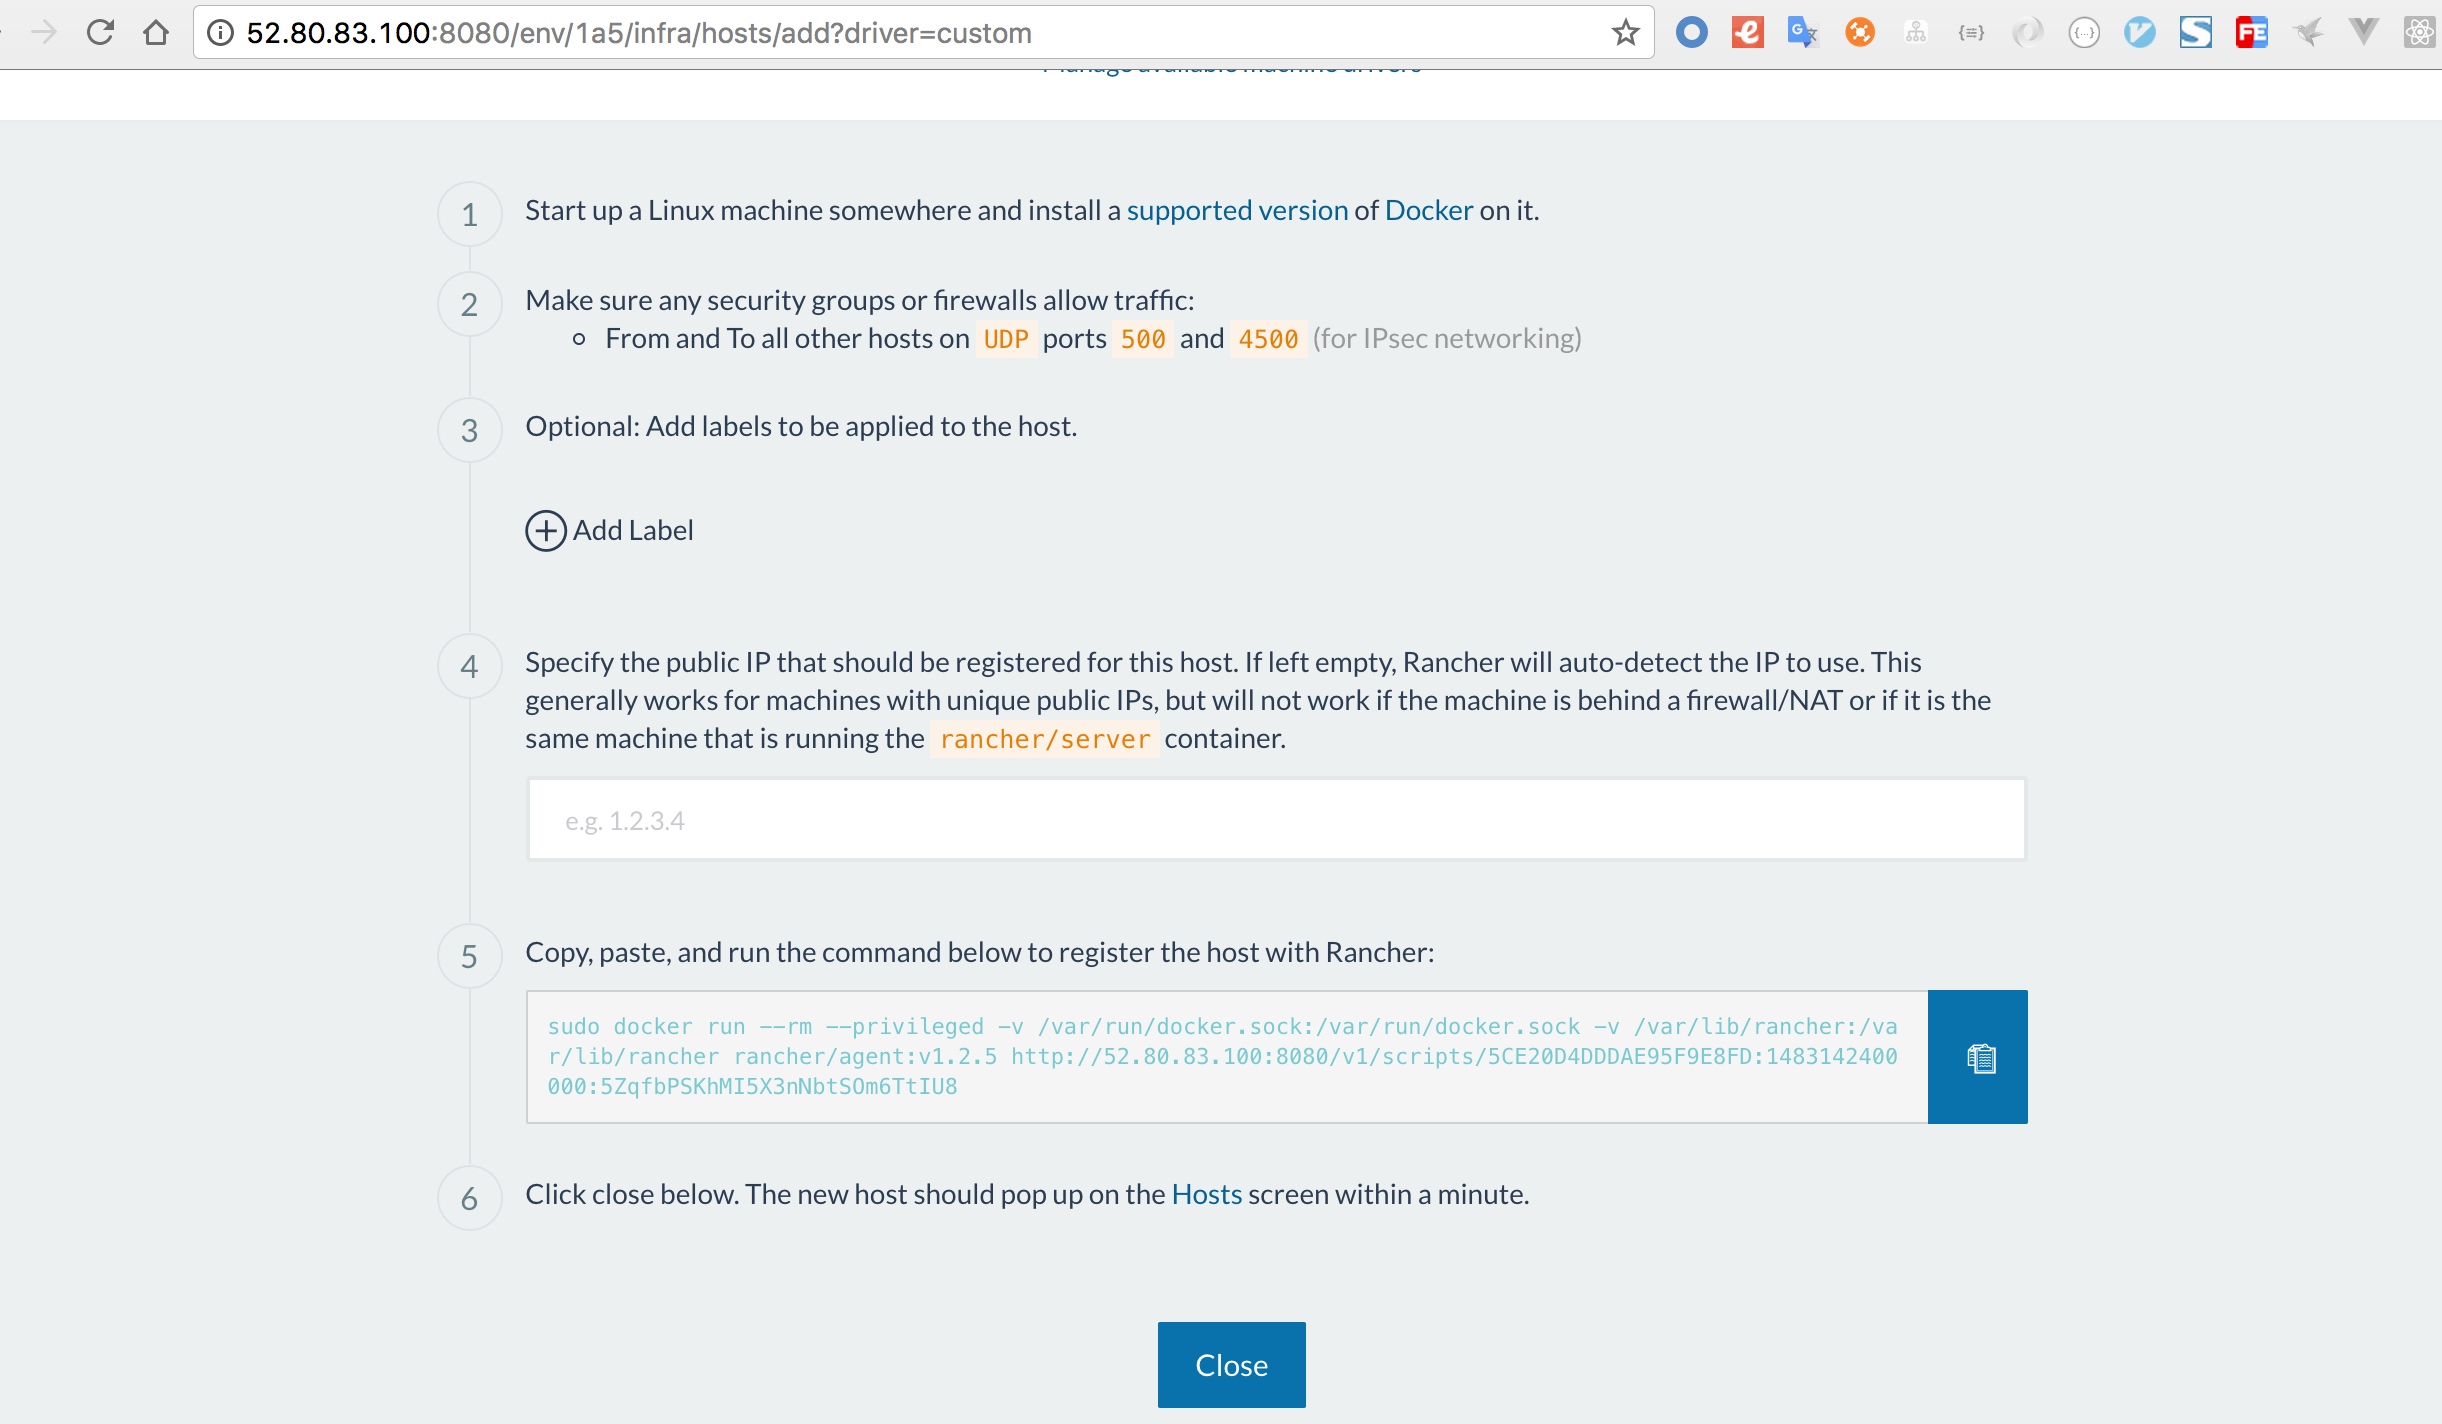 52.80.83.100:8080/env/1a5/infra/hosts/add?driver=custom
Manage available machine drivers
1
Start up a Linux machine somewhere and install a supported version of Docker on it.
2
Make sure any security groups or firewalls allow traffic:
From and To all other hosts on UDP ports 500 and 4500 (for IPsec networking)
3
Optional: Add labels to be applied to the host.
Add Label
4
Specify the public IP that should be registered for this host. If left empty, Rancher will auto-detect the IP to use. This
generally works for machines with unique public IPs, but will not work if the machine is behind a firewall/NAT or if it is the
same machine that is running the rancher/server container.
e.g. 1.2.3.4
5
Copy, paste, and run the command below to register the host with Rancher:
sudo docker run --rm --privileged -v /var/run/docker.sock:/var/run/docker.sock -v /var/lib/rancher:/va
r/lib/rancher rancher/agent:v1.2.5 http://52.80.83.100:8080/v1/scripts/5CE20D4DDDAE95F9E8FD:1483142400
000:5ZqfbPSKhMI5X3nNbtSOm6TtIU8
6
Click close below. The new host should pop up on the Hosts screen within a minute.
Close